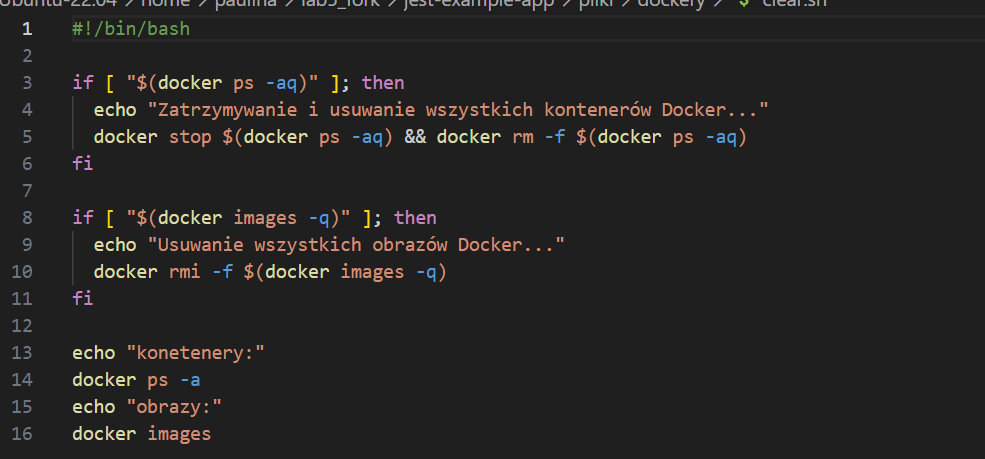 Ubuntu-22.04 > home > paulina > lab5_fork > jest-example-app > pliki > dockery > $ clear.sh
1 #!/bin/bash
2
3 if [ "$(docker ps -aq)" ]; then
4 echo "Zatrzymywanie i usuwanie wszystkich kontenerów Docker..."
5 docker stop $(docker ps -aq) && docker rm -f $(docker ps -aq)
6 fi
7
8 if [ "$(docker images -q)" ]; then
9 echo "Usuwanie wszystkich obrazów Docker..."
10 docker rmi -f $(docker images -q)
11 fi
12
13 echo "konetenery:"
14 docker ps -a
15 echo "obrazy:"
16 docker images